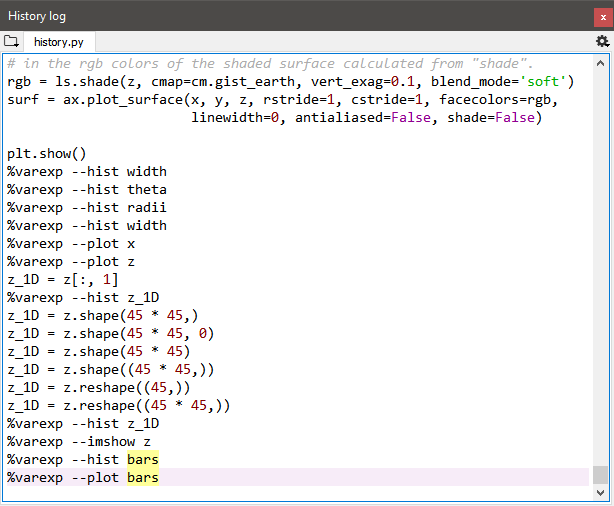 History log
history.py
# in the rgb colors of the shaded surface calculated from "shade".
rgb = ls.shade(z, cmap=cm.gist_earth, vert_exag=0.1, blend_mode='soft')
surf = ax.plot_surface(x, y, z, rstride=1, cstride=1, facecolors=rgb,
                       linewidth=0, antialiased=False, shade=False)

plt.show()
%varexp --hist width
%varexp --hist theta
%varexp --hist radii
%varexp --hist width
%varexp --plot x
%varexp --plot z
z_1D = z[:, 1]
%varexp --hist z_1D
z_1D = z.shape(45 * 45,)
z_1D = z.shape(45 * 45, 0)
z_1D = z.shape(45 * 45)
z_1D = z.shape((45 * 45,))
z_1D = z.reshape((45,))
z_1D = z.reshape((45 * 45,))
%varexp --hist z_1D
%varexp --imshow z
%varexp --hist bars
%varexp --plot bars